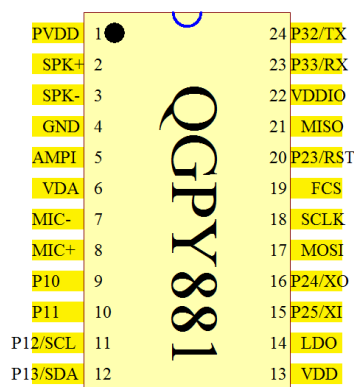 PVDD 1 24 P32/TX
SPK+ 2 23 P33/RX
SPK- 3 22 VDDIO
GND 4 21 MISO
AMPI 5 20 P23/RST
VDA 6 19 FCS
MIC- 7 18 SCLK
MIC+ 8 17 MOSI
P10 9 16 P24/XO
P11 10 15 P25/XI
P12/SCL 11 14 LDO
P13/SDA 12 13 VDD
QGPY881